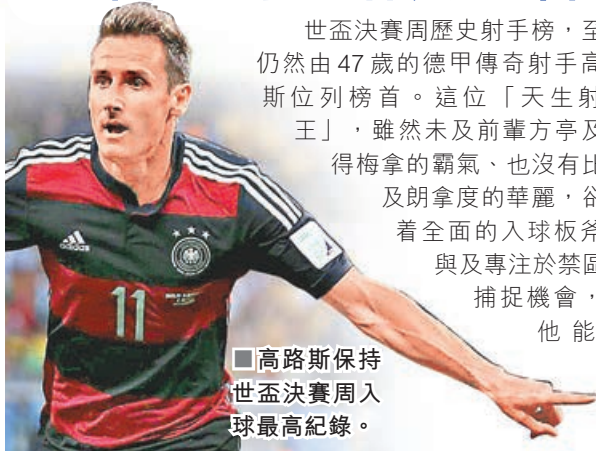 世盃決賽周歷史射手榜，至
仍然由47歲的德甲傳奇射手高
斯位列榜首。這位「天生射
王」，雖然未及前輩方亭及
得梅拿的霸氣、也沒有比
及朗拿度的華麗，卻
着全面的入球板斧
與及專注於禁區
捕捉機會，
他能
adidas
11
■高路斯保持
世盃決賽周入
球最高紀錄。